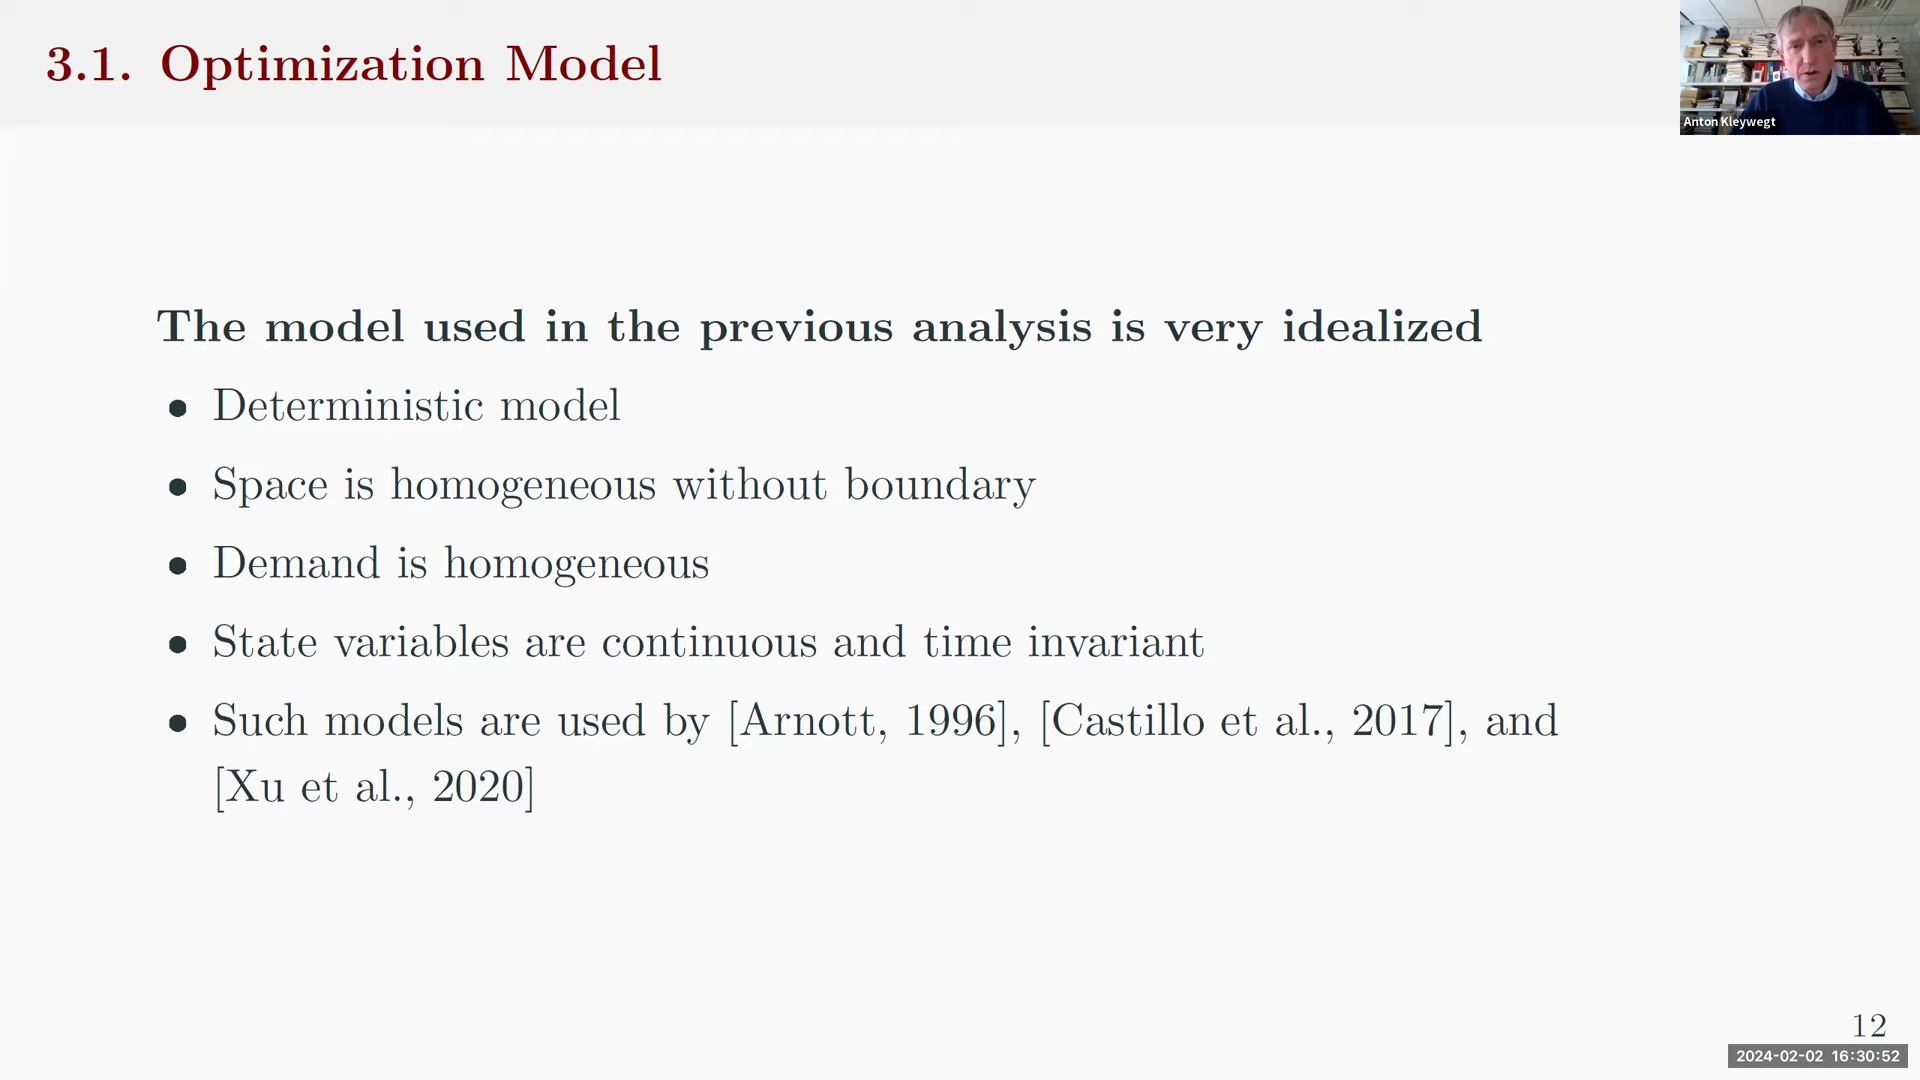 3.1. Optimization Model
Anton Kleywegt
The model used in the previous analysis is very idealized
• Deterministic model
• Space is homogeneous without boundary
• Demand is homogeneous
• State variables are continuous and time invariant
• Such models are used by [Arnott, 1996], [Castillo et al., 2017], and
[Xu et al., 2020]
12
2024-02-02 16:30:52